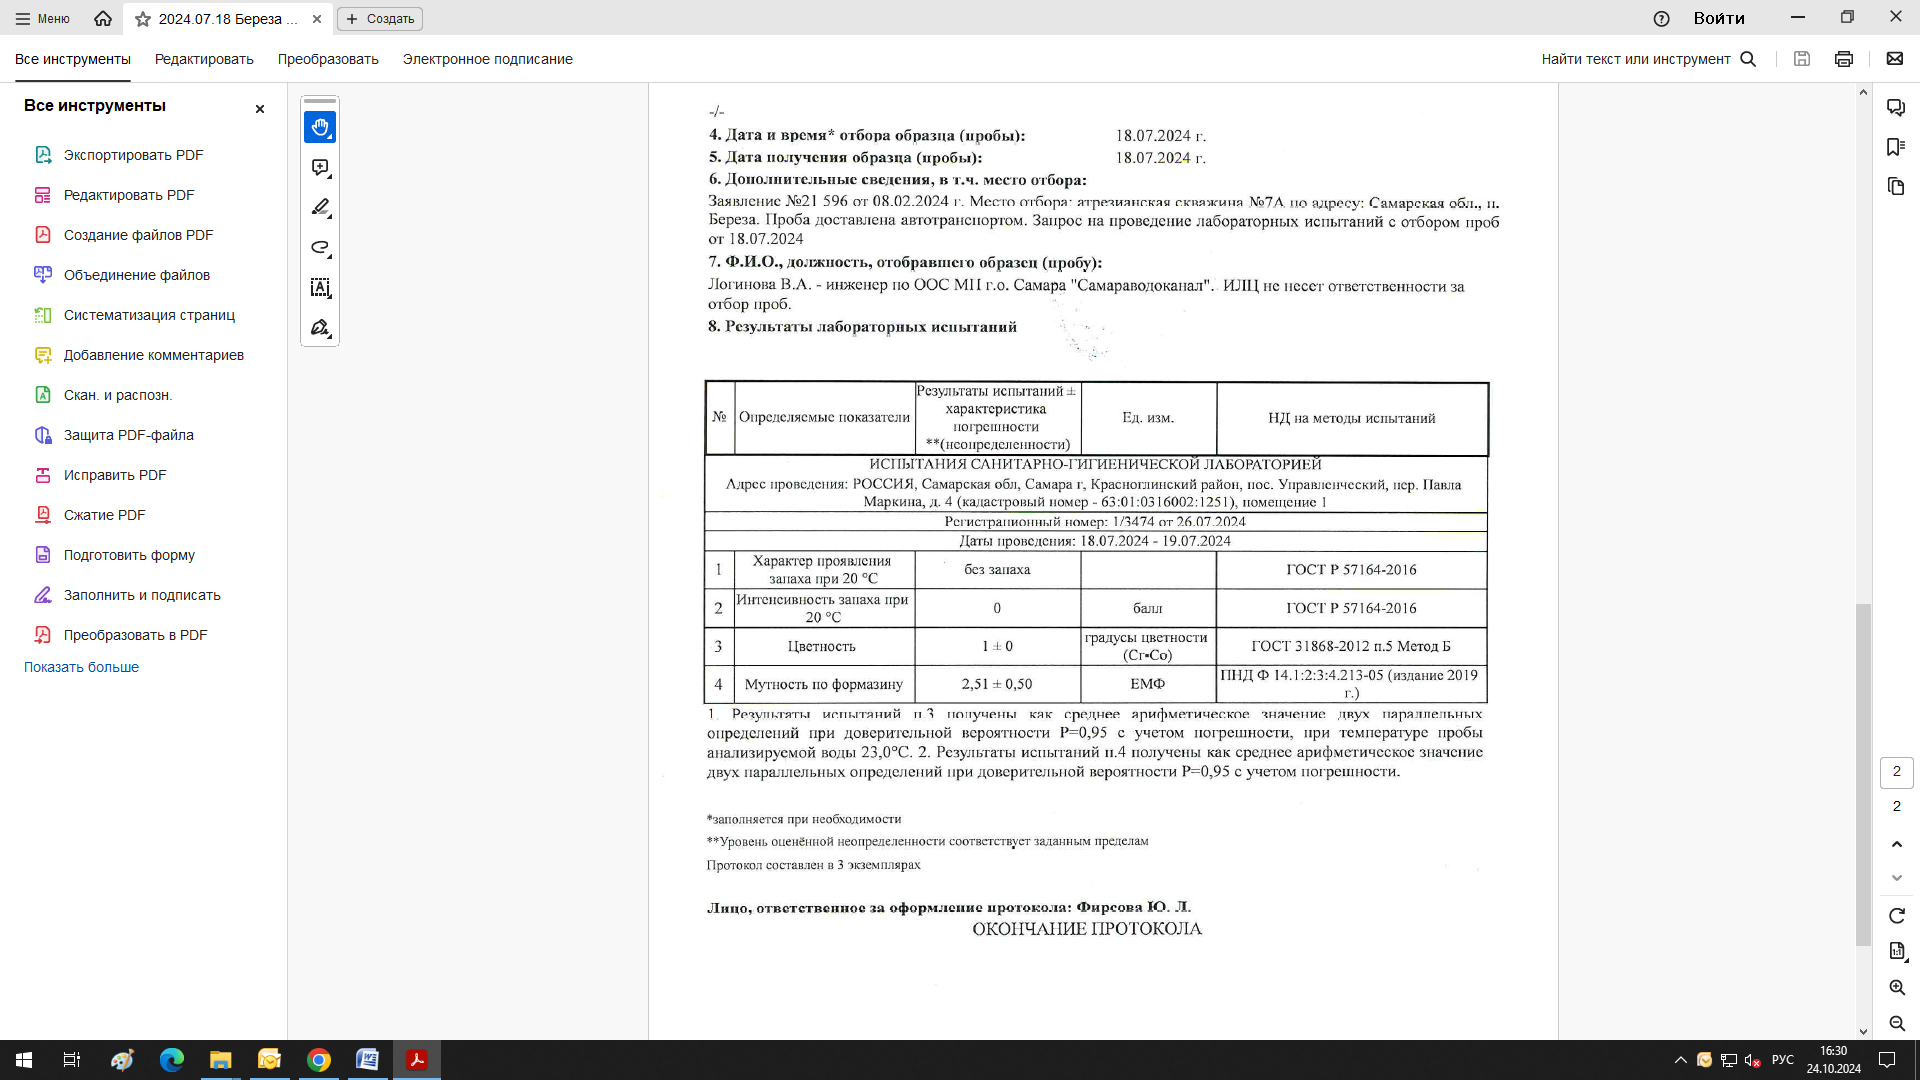 Меню
2024.07.18 Береза ...
Создать
Войти
Все инструменты
Редактировать
Преобразовать
Электронное подписание
Найти текст или инструмент
Все инструменты
Экспортировать PDF
Редактировать PDF
Создание файлов PDF
Объединение файлов
Систематизация страниц
Добавление комментариев
Скан. и распозн.
Защита PDF-файла
Исправить PDF
Сжатие PDF
Подготовить форму
Заполнить и подписать
Преобразовать в PDF
Показать больше
-/-
4. Дата и время* отбора образца (пробы): 18.07.2024 г.
5. Дата получения образца (пробы): 18.07.2024 г.
6. Дополнительные сведения, в т.ч. место отбора:
Заявление №21 596 от 08.02.2024 г. Место отбора: атрезианская скважина №7А по адресу: Самарская обл., п.
Береза. Проба доставлена автотранспортом. Запрос на проведение лабораторных испытаний с отбором проб
от 18.07.2024
7. Ф.И.О., должность, отобравшего образец (пробу):
Логинова В.А. - инженер по ООС МП г.о. Самара "Самараводоканал". ИЛЦ не несет ответственности за
отбор проб.
8. Результаты лабораторных испытаний
№
Определяемые показатели
Результаты испытаний ±
характеристика
погрешности
**(неопределенности)
Ед. изм.
НД на методы испытаний
ИСПЫТАНИЯ САНИТАРНО-ГИГИЕНИЧЕСКОЙ ЛАБОРАТОРИЕЙ
Адрес проведения: РОССИЯ, Самарская обл, Самара г, Красноглинский район, пос. Управленческий, пер. Павла
Маркина, д. 4 (кадастровый номер - 63:01:0316002:1251), помещение 1
Регистрационный номер: 1/3474 от 26.07.2024
Даты проведения: 18.07.2024 - 19.07.2024
1
Характер проявления
запаха при 20 °С
без запаха
ГОСТ Р 57164-2016
2
Интенсивность запаха при
20 °С
0
балл
ГОСТ Р 57164-2016
3
Цветность
1 ± 0
градусы цветности
(Cr-Co)
ГОСТ 31868-2012 п.5 Метод Б
4
Мутность по формазину
2,51 ± 0,50
ЕМФ
ПНД Ф 14.1:2:3:4.213-05 (издание 2019
г.)
1. Результаты испытаний п.3 получены как среднее арифметическое значение двух параллельных
определений при доверительной вероятности Р=0,95 с учетом погрешности, при температуре пробы
анализируемой воды 23,0°С. 2. Результаты испытаний п.4 получены как среднее арифметическое значение
двух параллельных определений при доверительной вероятности Р=0,95 с учетом погрешности.
*заполняется при необходимости
**Уровень оценённой неопределенности соответствует заданным пределам
Протокол составлен в 3 экземплярах
Лицо, ответственное за оформление протокола: Фирсова Ю. Л.
ОКОНЧАНИЕ ПРОТОКОЛА
2
2
РУС
16:30
24.10.2024